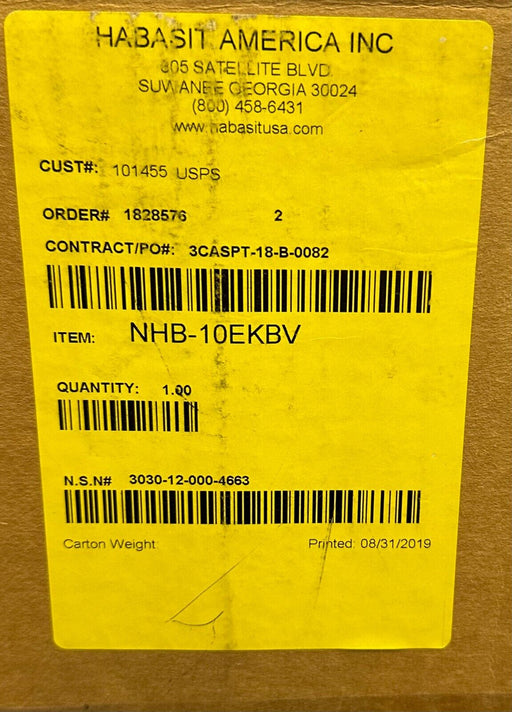 HABASIT AMERICA INC
805 SATELLITE BLVD.
SUWANEE GEORGIA 30024
(800) 458-6431
www.habasitusa.com
CUST#: 101455 USPS
ORDER# 1828576 2
CONTRACT/PO#: 3CASPT-18-B-0082
ITEM: NHB-10EKBV
QUANTITY: 1.00
N.S.N# 3030-12-000-4663
Carton Weight: Printed: 08/31/2019